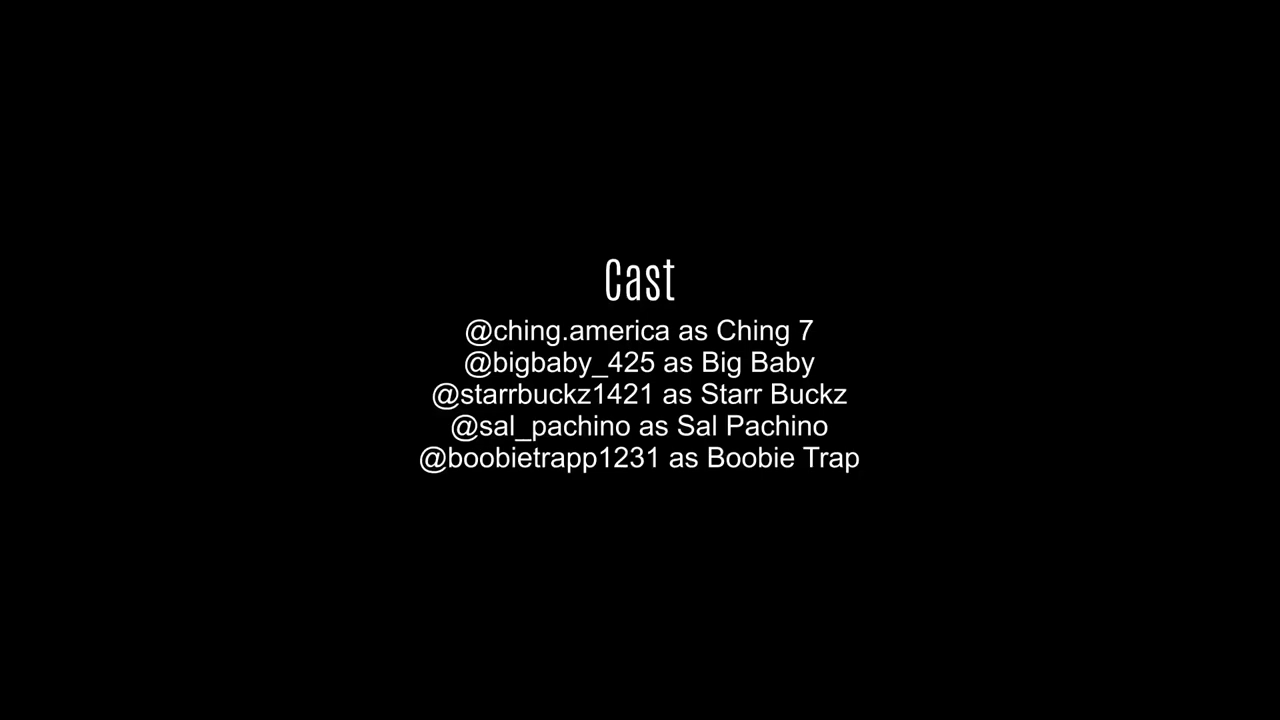 Cast
@ching.america as Ching 7
@bigbaby_425 as Big Baby
@starrbuckz1421 as Starr Buckz
@sal_pachino as Sal Pachino
@boobietrapp1231 as Boobie Trap